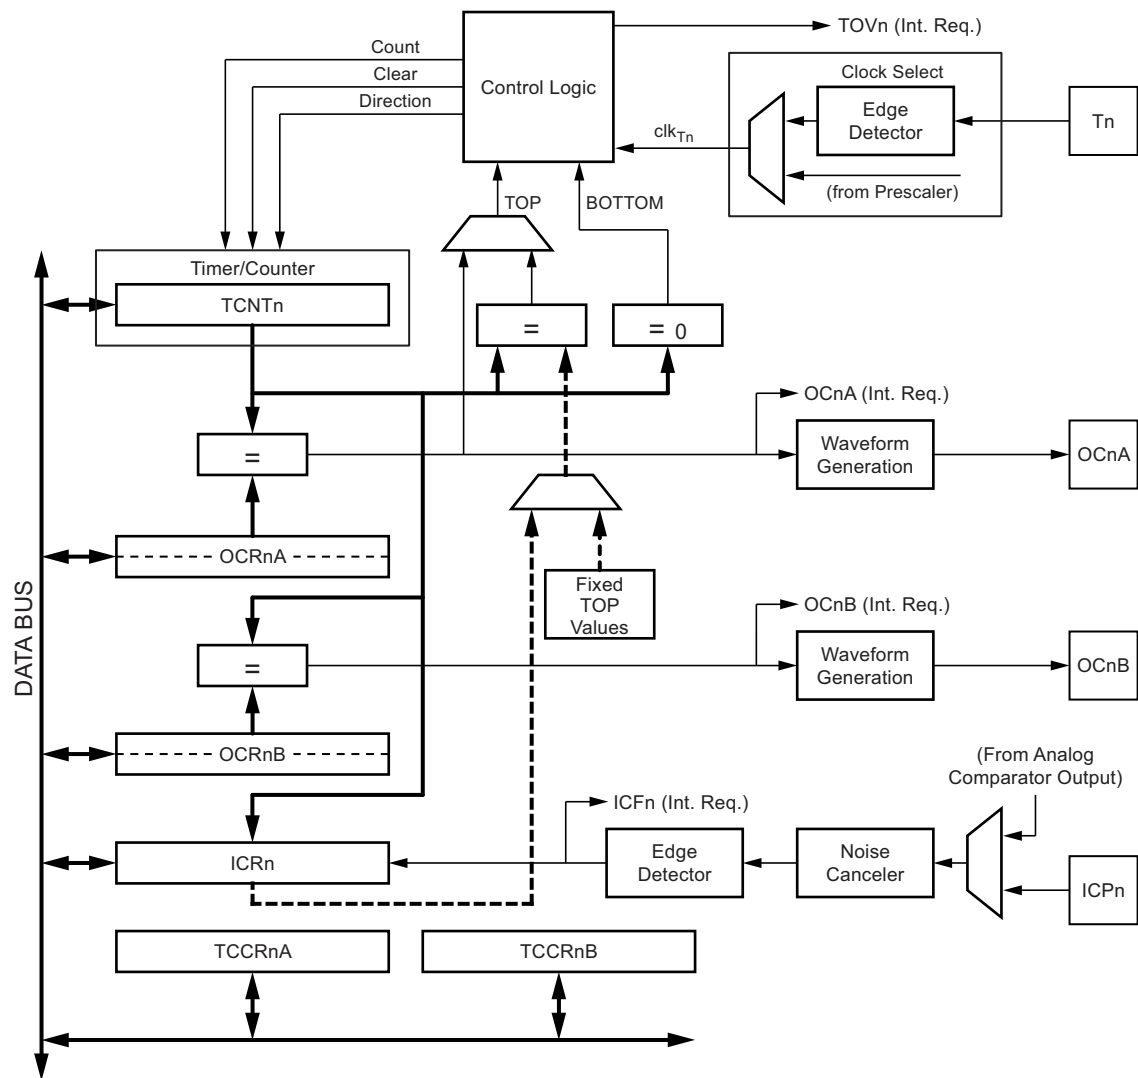 TOVn (Int. Req.)
Count
Clear
Direction
Control Logic
Clock Select
Edge
Detector
Tn
clkTn
(from Prescaler)
TOP
BOTTOM
Timer/Counter
TCNTn
=
= 0
OCnA (Int. Req.)
=
Waveform
Generation
OCnA
OCRnA
Fixed
TOP
Values
DATA BUS
OCnB (Int. Req.)
=
Waveform
Generation
OCnB
OCRnB
(From Analog
Comparator Output)
ICFn (Int. Req.)
ICRn
Edge
Detector
Noise
Canceler
ICPn
TCCRnA
TCCRnB